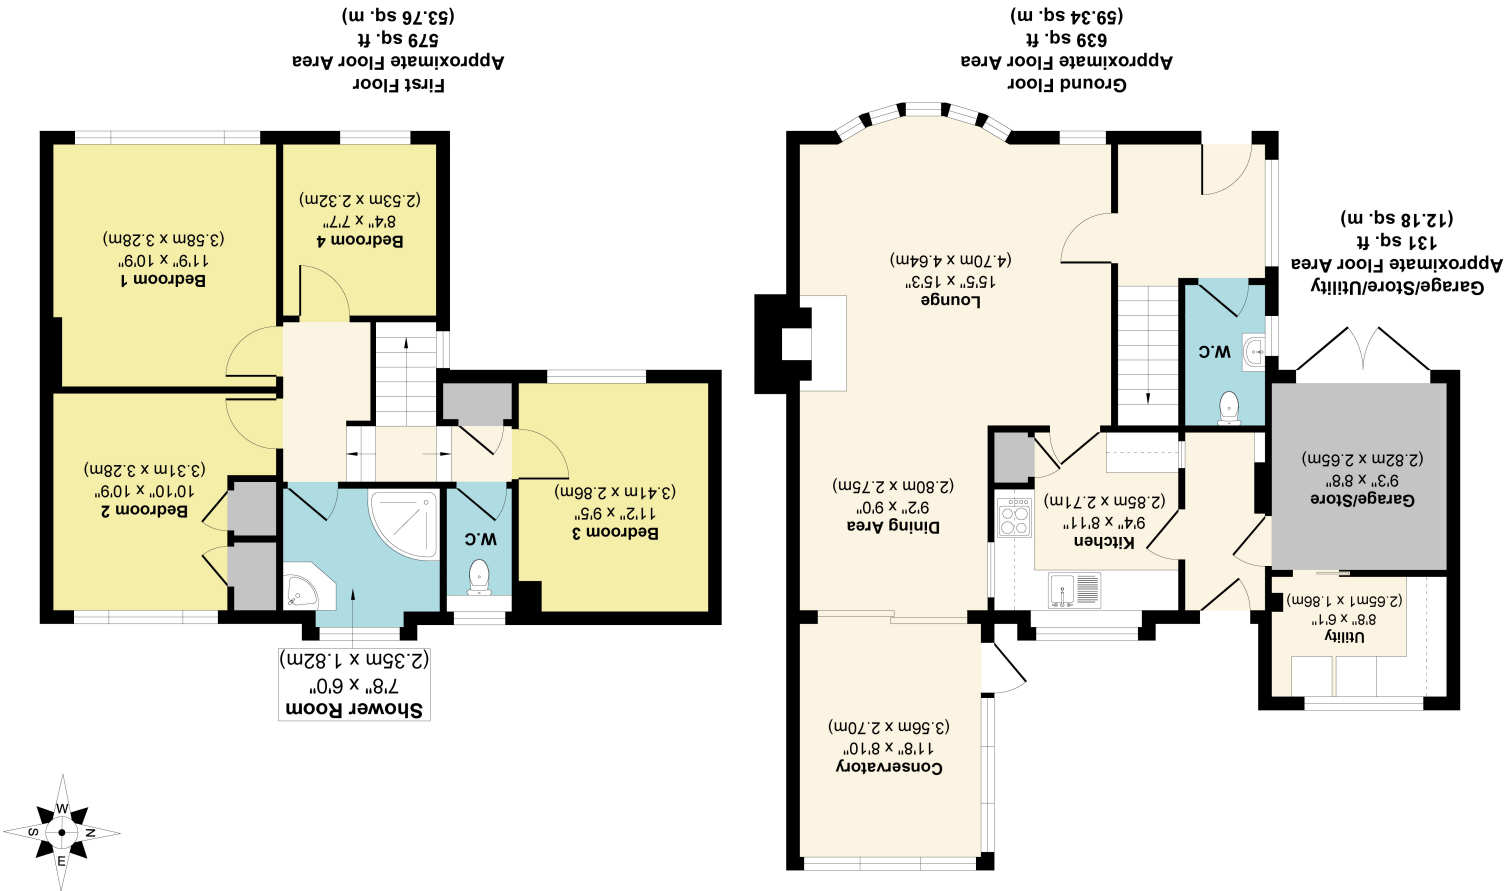 First Floor
Approximate Floor Area
579 sq. ft
(53.76 sq. m)
Ground Floor
Approximate Floor Area
639 sq. ft
(59.34 sq. m)
Garage/Store/Utility
Approximate Floor Area
131 sq. ft
(12.18 sq. m)
Bedroom 1
11'9" x 10'9"
(3.58m x 3.28m)
Bedroom 4
8'4" x 7'7"
(2.53m x 2.32m)
Bedroom 2
10'10" x 10'9"
(3.31m x 3.28m)
Bedroom 3
11'2" x 9'5"
(3.41m x 2.86m)
W.C
Shower Room
7'8" x 6'0"
(2.35m x 1.82m)
Lounge
15'5" x 15'3"
(4.70m x 4.64m)
W.C
Dining Area
9'2" x 9'0"
(2.80m x 2.75m)
Kitchen
9'4" x 8'11"
(2.85m x 2.71m)
Garage/Store
9'3" x 8'8"
(2.82m x 2.65m)
Utility
8'8" x 6'1"
(2.65m1 x 1.86m)
Conservatory
11'8" x 8'10"
(3.56m x 2.70m)
W
S
N
E